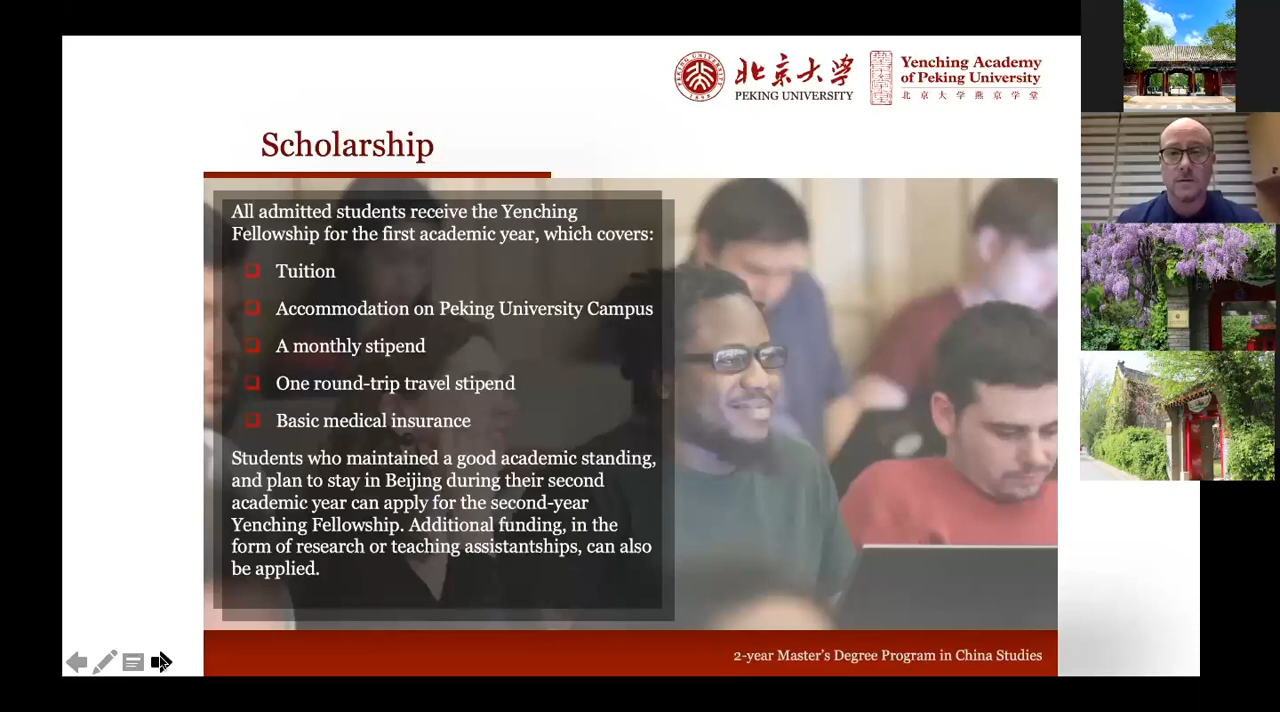 PEKING UNIVERSITY
1898
北京大学
PEKING UNIVERSITY
Yenching Academy
of Peking University
北京大学燕京学堂
Scholarship
All admitted students receive the Yenching
Fellowship for the first academic year, which covers:
Tuition
Accommodation on Peking University Campus
A monthly stipend
One round-trip travel stipend
Basic medical insurance
Students who maintained a good academic standing,
and plan to stay in Beijing during their second
academic year can apply for the second-year
Yenching Fellowship. Additional funding, in the
form of research or teaching assistantships, can also
be applied.
2-year Master's Degree Program in China Studies